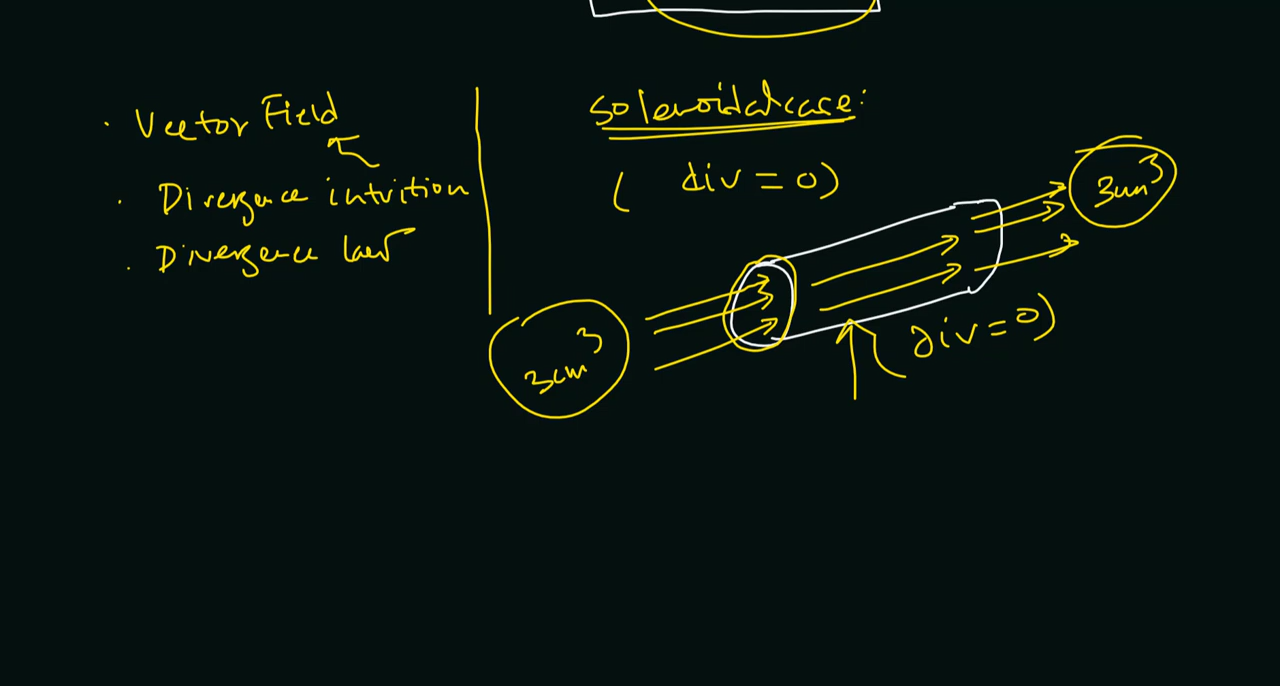 · Vector Field
· Divergence intuition
· Divergence law
solenoidal case:
( div = 0)
3cm³
3cm³
(div = 0)